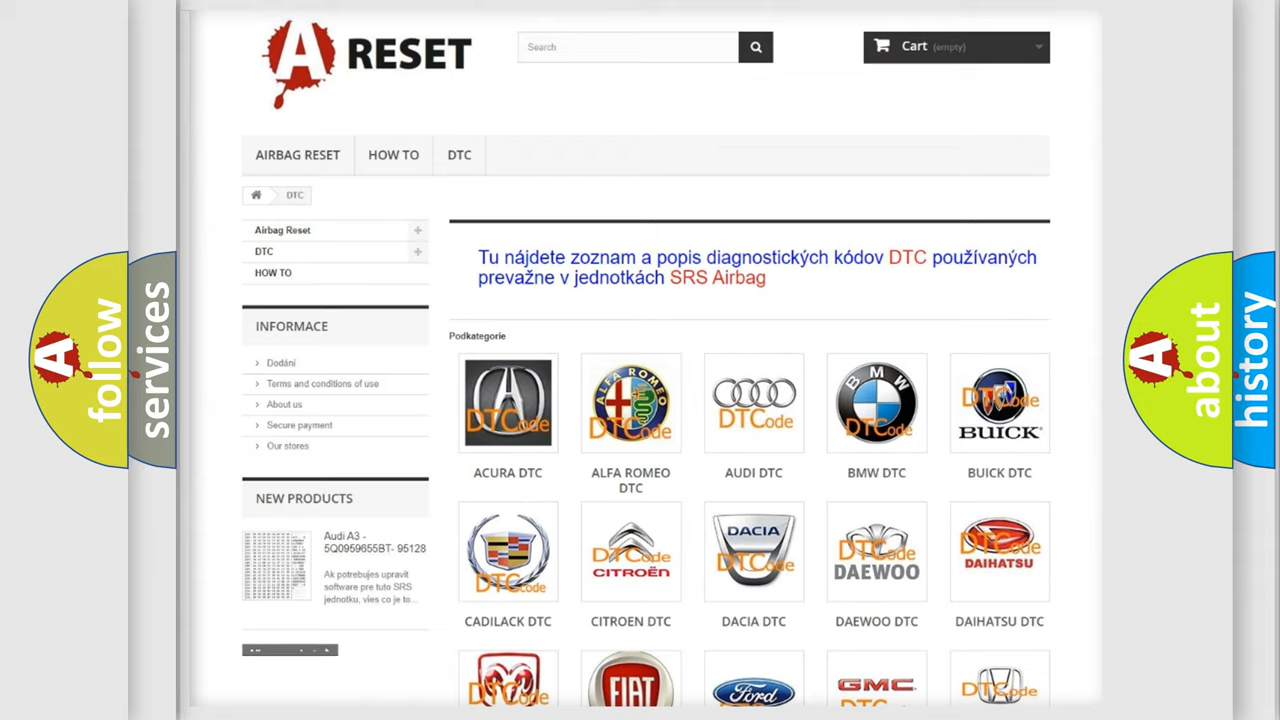 A RESET
Search
Cart (empty)
AIRBAG RESET
HOW TO
DTC
DTC
Airbag Reset
DTC
HOW TO
Tu nájdete zoznam a popis diagnostických kódov DTC používaných
prevažne v jednotkách SRS Airbag
INFORMACE
Dodání
Terms and conditions of use
About us
Secure payment
Our stores
NEW PRODUCTS
Audi A3 -
5Q0959655BT- 95128
Ak potrebujes upravit
software pre tuto SRS
jednotku, vies co je to...
Podkategorie
DTCode
ALFA ROMEO
DTCode
DTCode
BMW
DTCode
DTCode
BUICK
ACURA DTC
ALFA ROMEO
DTC
AUDI DTC
BMW DTC
BUICK DTC
DTCode
DTCode
CITROËN
DACIA
DTCode
DTCode
DAEWOO
DTCode
DAIHATSU
CADILACK DTC
CITROEN DTC
DACIA DTC
DAEWOO DTC
DAIHATSU DTC
DTCode
FIAT
Ford
GMC
DTCode
A follow
services
A about
history